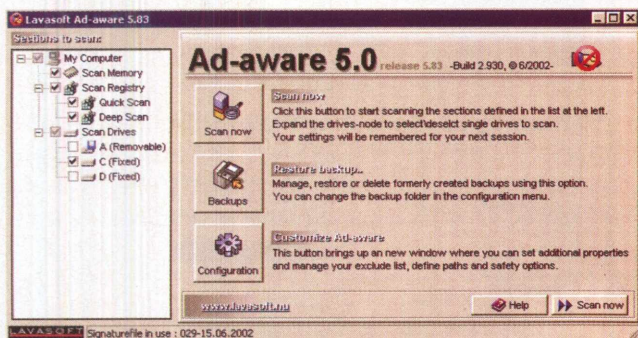 Lavasoft Ad-aware 5.83
Sections to scan:
My Computer
Scan Memory
Scan Registry
Quick Scan
Deep Scan
Scan Drives
A (Removable)
C (Fixed)
D (Fixed)
Ad-aware 5.0 release 5.83 -Build 2.930, © 6/2002-
Scan now
Scan now
Click this button to start scanning the sections defined in the list at the left.
Expand the drives-node to select\deselct single drives to scan.
Your settings will be remembered for your next session.
Backups
Restore backup..
Manage, restore or delete formerly created backups using this option.
You can change the backup folder in the configuration menu.
Configuration
Customize Ad-aware
This button brings up an new window where you can set additional properties
and manage your exclude list, define paths and safety options.
www.lavasoft.nu
Help
Scan now
LAVASOFT Signaturefile in use : 029-15.06.2002